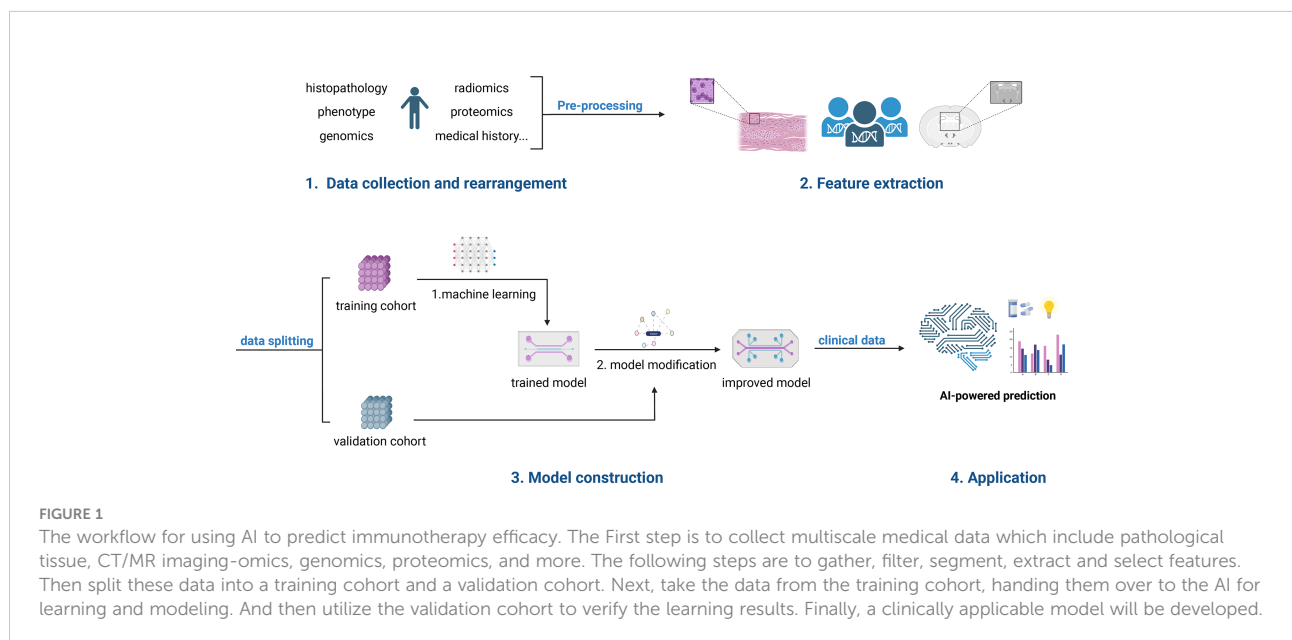 histopathology
radiomics
phenotype
proteomics
genomics
medical history...
Pre-processing
1. Data collection and rearrangement
2. Feature extraction
data splitting
training cohort
1.machine learning
trained model
2. model modification
improved model
clinical data
AI-powered prediction
validation cohort
3. Model construction
4. Application
FIGURE 1
The workflow for using AI to predict immunotherapy efficacy. The First step is to collect multiscale medical data which include pathological
tissue, CT/MR imaging-omics, genomics, proteomics, and more. The following steps are to gather, filter, segment, extract and select features.
Then split these data into a training cohort and a validation cohort. Next, take the data from the training cohort, handing them over to the AI for
learning and modeling. And then utilize the validation cohort to verify the learning results. Finally, a clinically applicable model will be developed.